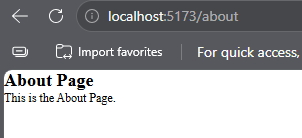 localhost:5173/about
Import favorites
For quick access,
About Page
This is the About Page.